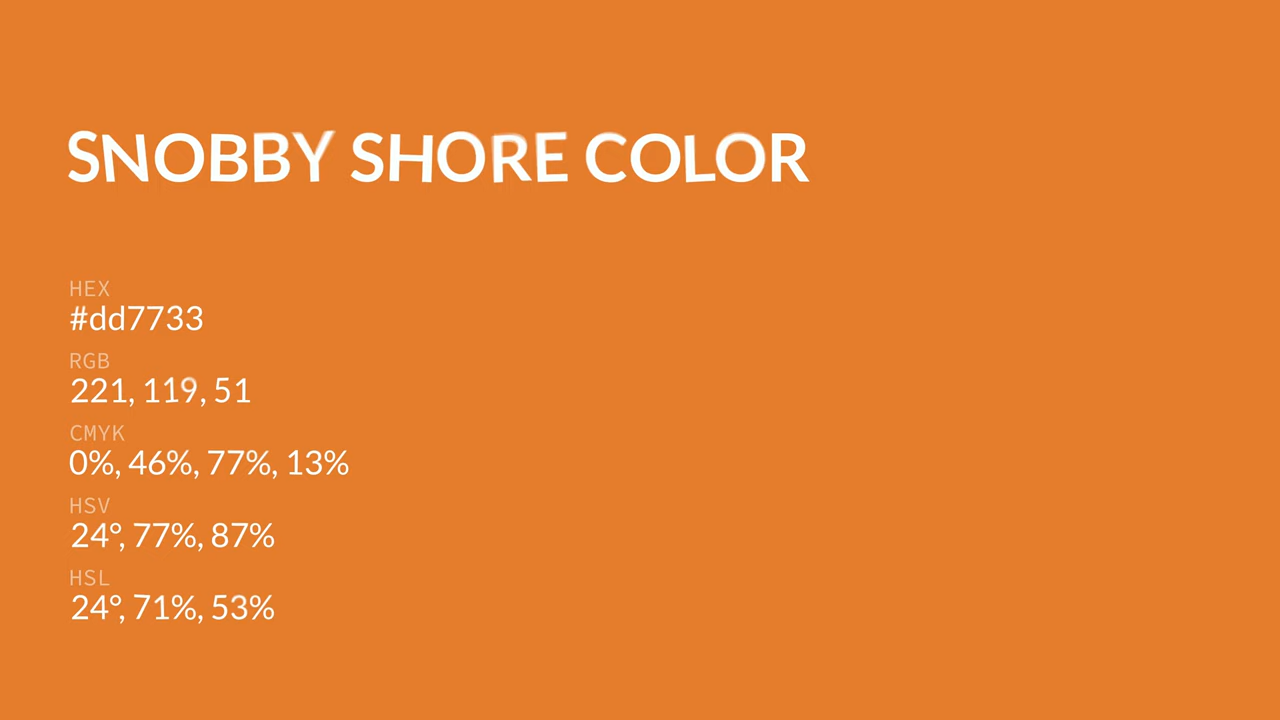 SNOBBY SHORE COLOR
HEX
#dd7733
RGB
221, 119, 51
CMYK
0%, 46%, 77%, 13%
HSV
24°, 77%, 87%
HSL
24°, 71%, 53%